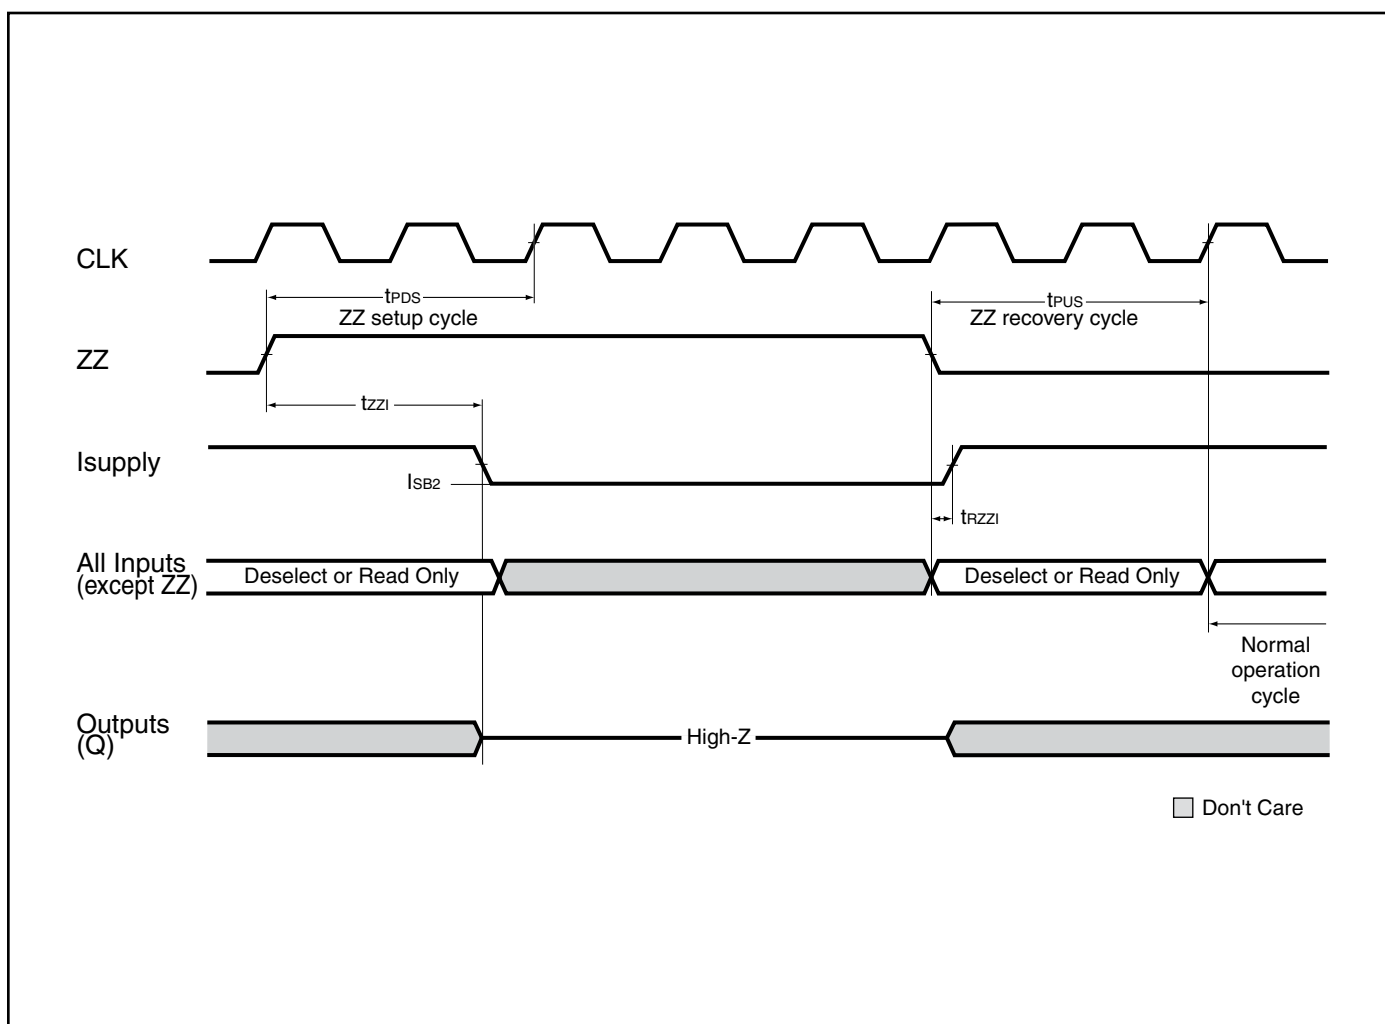 CLK
tPDS
ZZ setup cycle
tPUS
ZZ recovery cycle
ZZ
tZZI
Isupply
ISB2
tRZZI
All Inputs
(except ZZ)
Deselect or Read Only
Deselect or Read Only
Normal
operation
cycle
Outputs
(Q)
High-Z
Don't Care